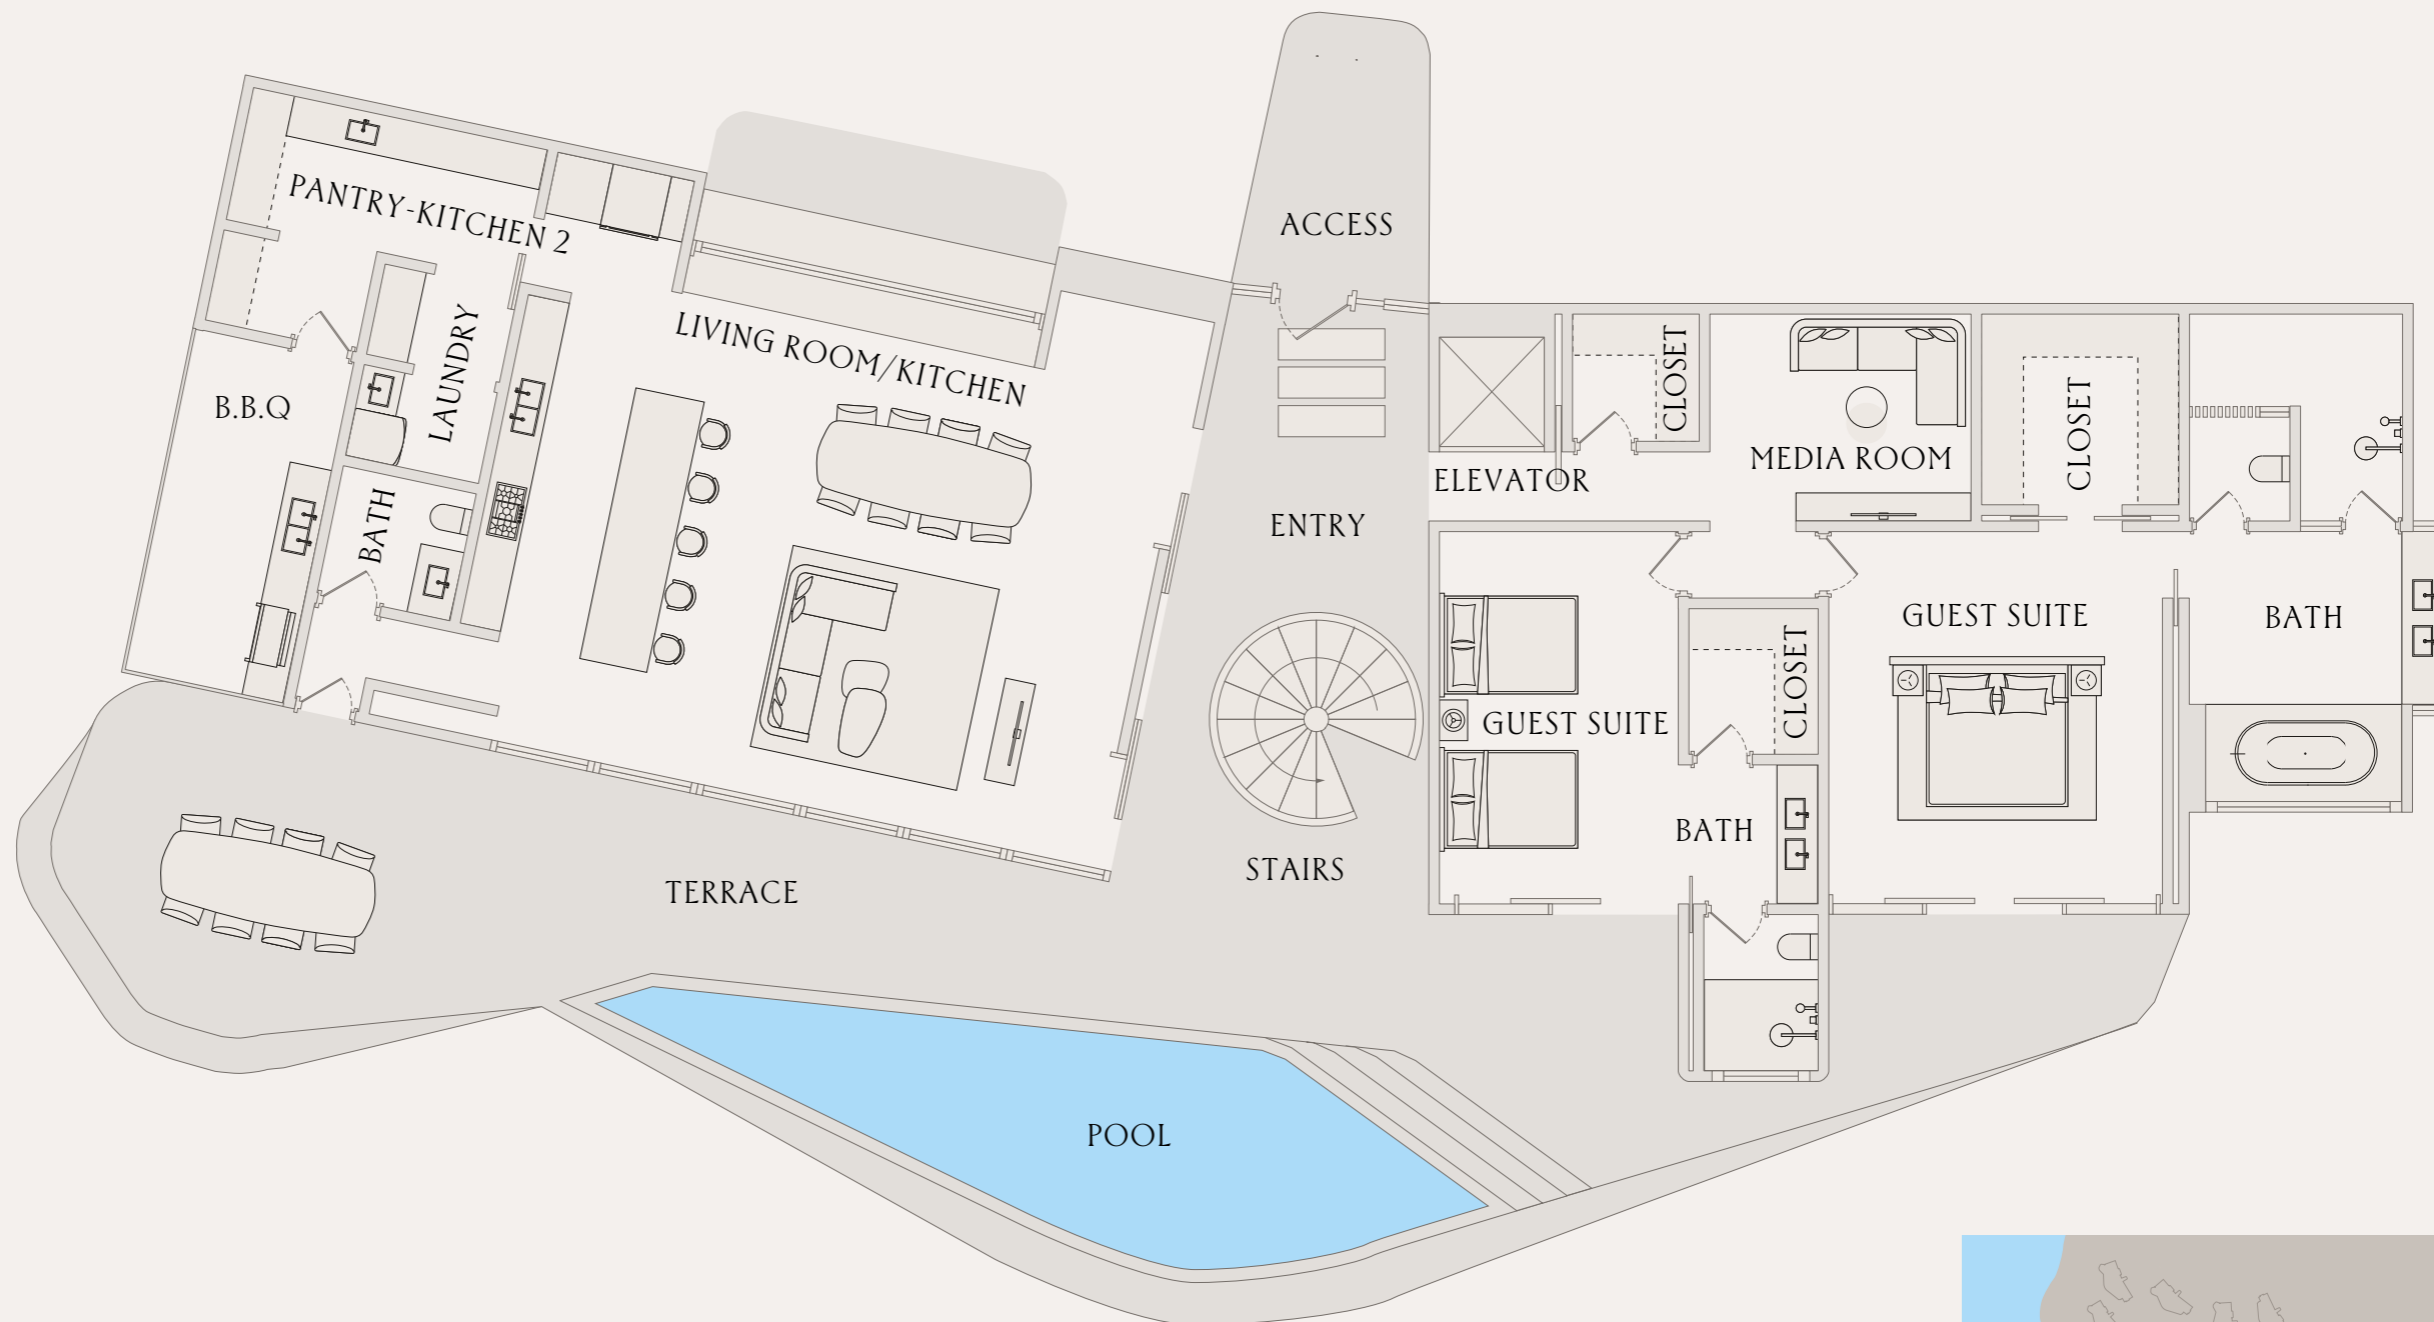 ACCESS
PANTRY-KITCHEN 2
LIVING ROOM/KITCHEN
LAUNDRY
B.B.Q
BATH
CLOSET
ELEVATOR
MEDIA ROOM
CLOSET
ENTRY
GUEST SUITE
BATH
CLOSET
GUEST SUITE
BATH
STAIRS
TERRACE
POOL